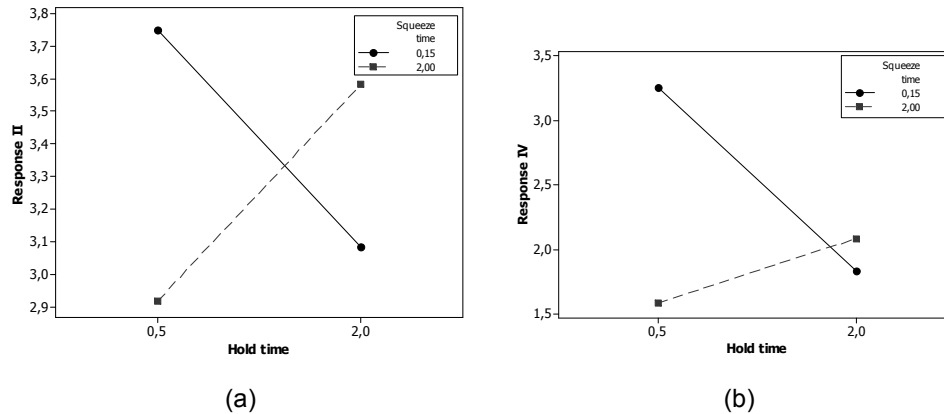 3,8
3,7
3,6
3,5
3,4
3,3
3,2
3,1
3,0
2,9
Response II
0,5
2,0
Hold time
Squeeze
time
0,15
2,00
(a)
3,5
3,0
2,5
2,0
1,5
Response IV
0,5
2,0
Hold time
Squeeze
time
0,15
2,00
(b)